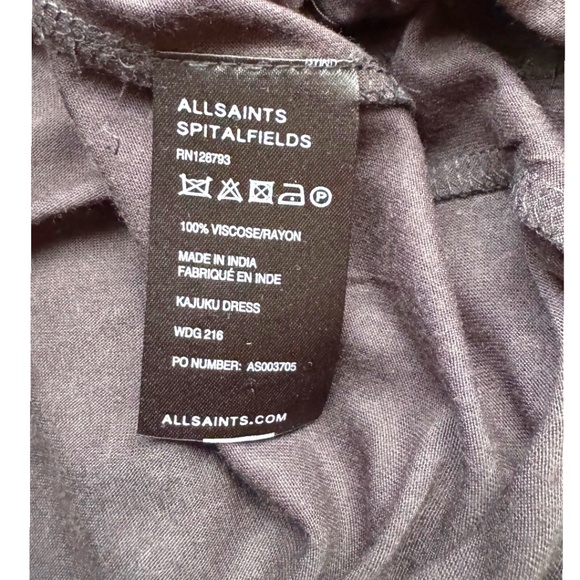 ALLSAINTS
SPITALFIELDS
RN128793
P
100% VISCOSE/RAYON
MADE IN INDIA
FABRIQUÉ EN INDE
KAJUKU DRESS
WDG 216
PO NUMBER: AS003705
ALLSAINTS.COM